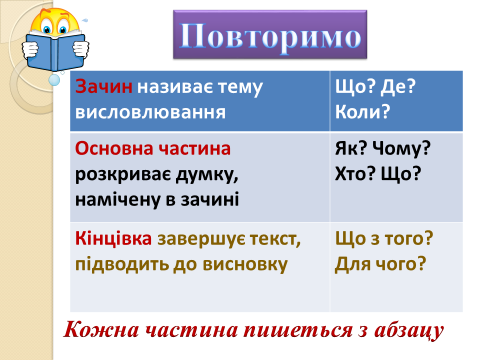 Повторимо
Зачин називає тему
висловлювання
Що? Де?
Коли?
Основна частина
розкриває думку,
намічену в зачині
Як? Чому?
Хто? Що?
Кінцівка завершує текст,
підводить до висновку
Що з того?
Для чого?
Кожна частина пишеться з абзацу